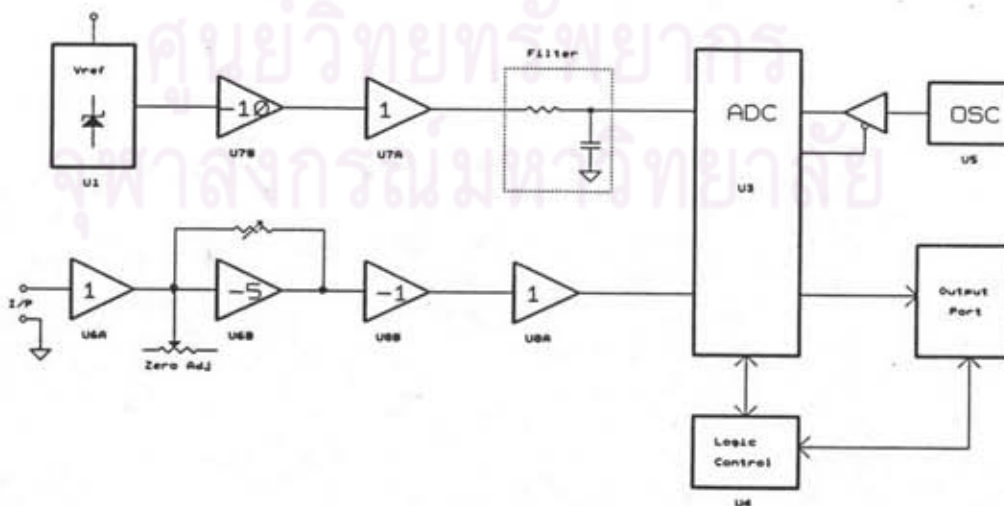 ศูนย์วิทยทรัพยากร
จุฬาลงกรณ์มหาวิทยาลัย
Vref
U1
-10
U7B
1
U7A
Filter
ADC
U3
OSC
U5
I/P
1
U6A
Zero Adj
-5
U6B
-1
U8B
1
U8A
Output
Port
Logic
Control
U4